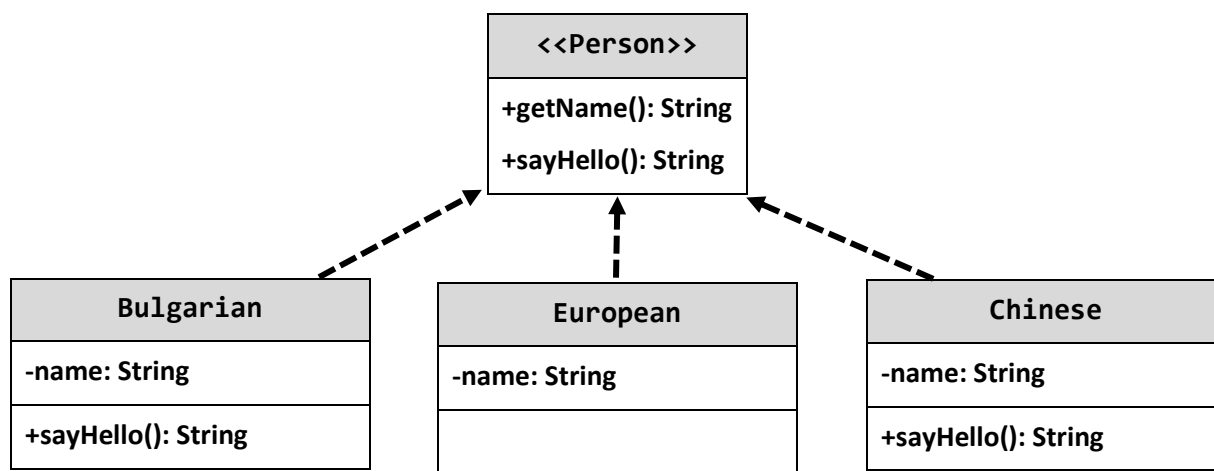 <<Person>>
+getName(): String
+sayHello(): String
Bulgarian
-name: String
+sayHello(): String
European
-name: String
Chinese
-name: String
+sayHello(): String